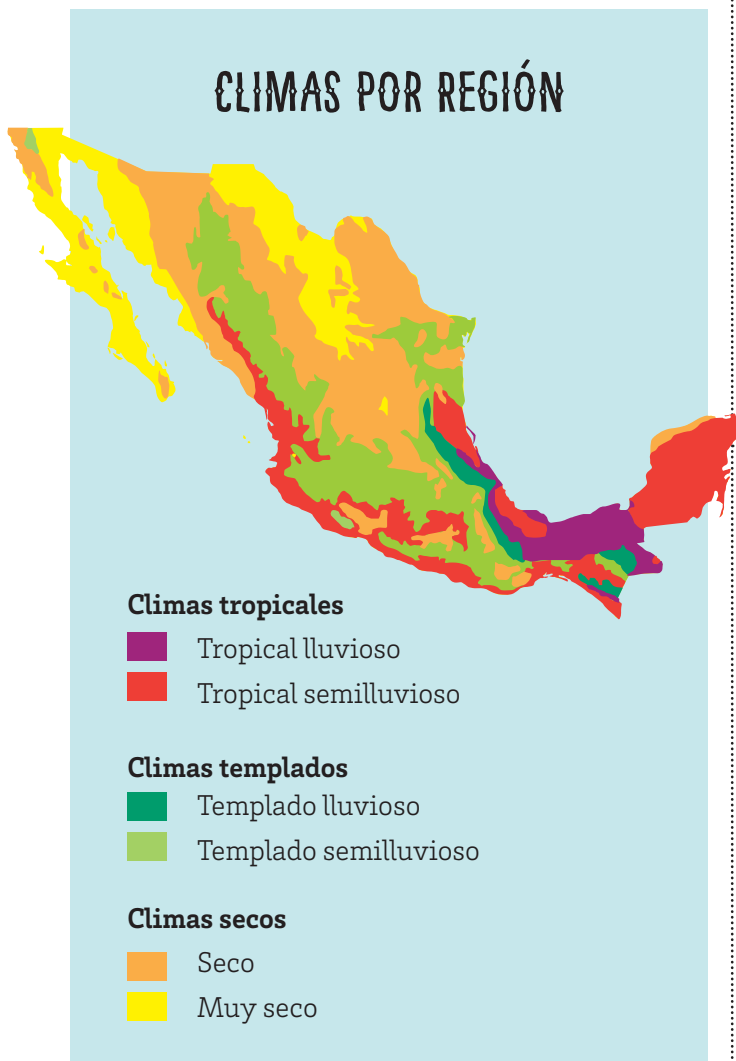 CLIMAS POR REGIÓN
Climas tropicales
Tropical lluvioso
Tropical semilluvioso
Climas templados
Templado lluvioso
Templado semilluvioso
Climas secos
Seco
Muy seco